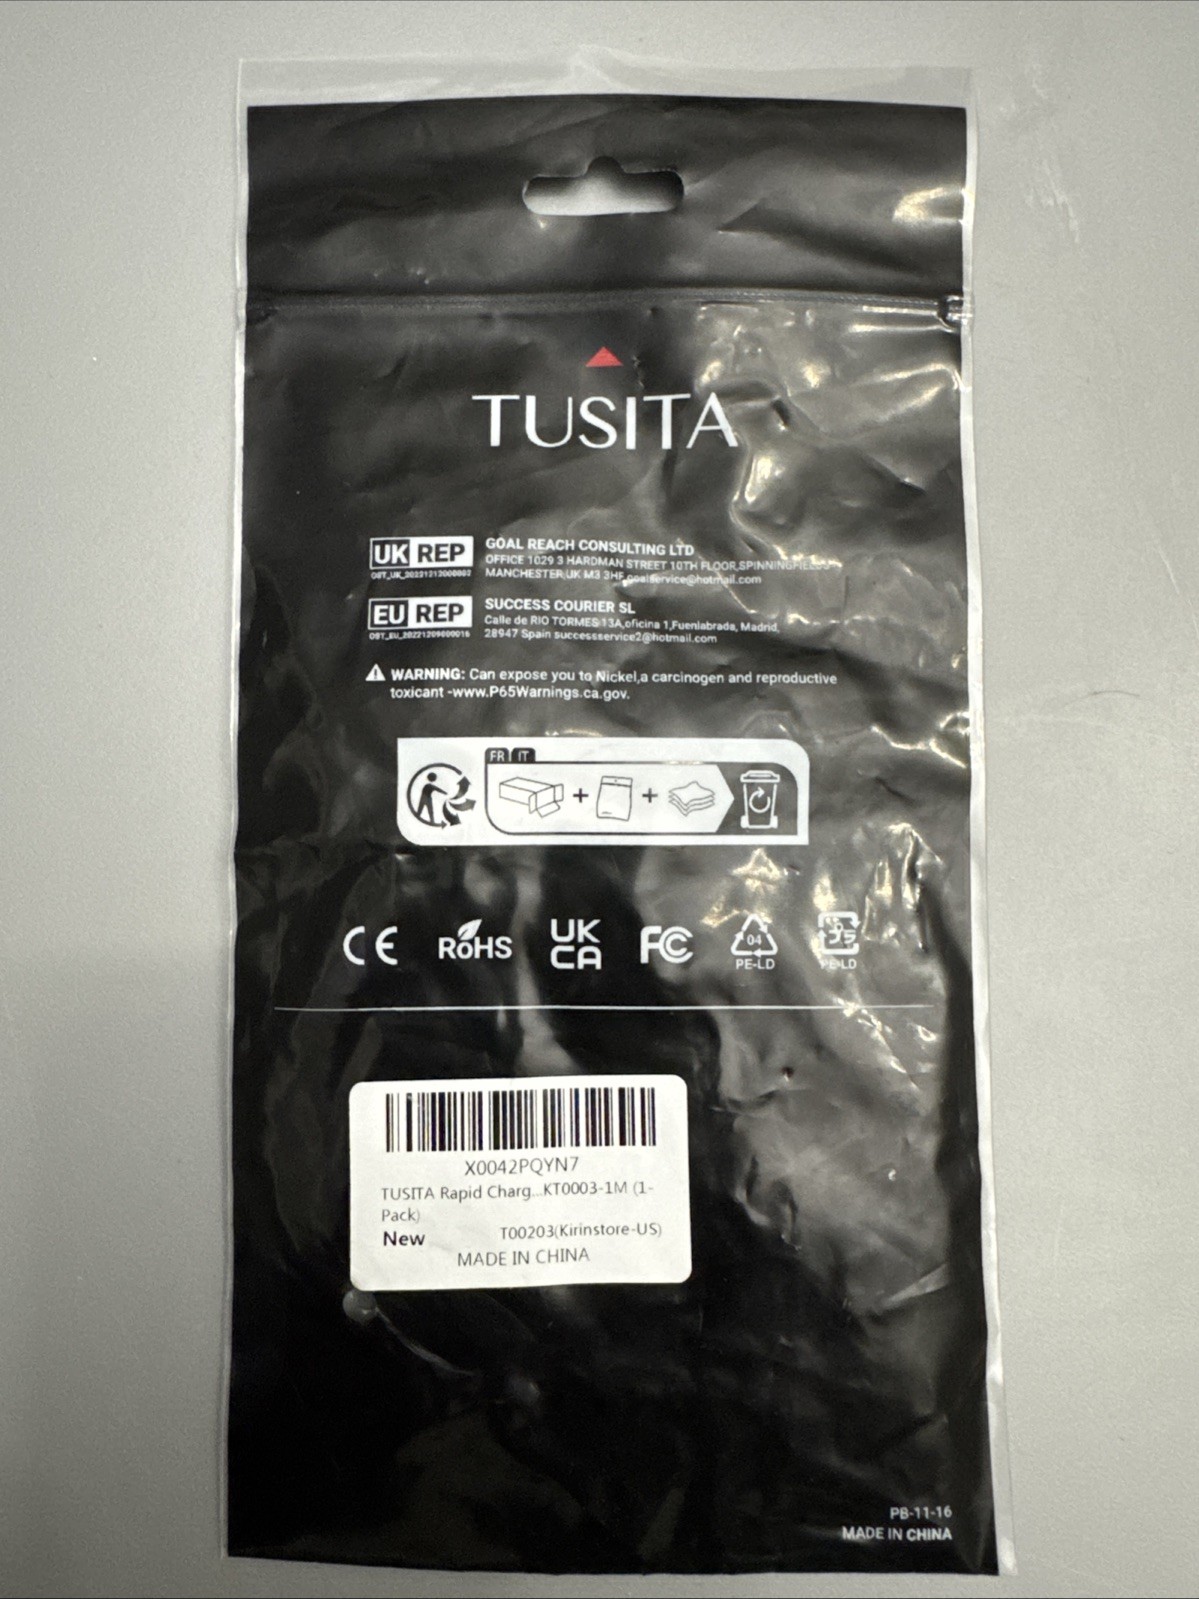 TUSITA
UK REP
GOAL REACH CONSULTING LTD
OFFICE 1029 3 HARDMAN STREET 10TH FLOOR,SPINNINGFIELDS
MANCHESTER,UK M3 3HF goalservice@hotmail.com
OST_UK_20221213000002
EU REP
SUCCESS COURIER SL
Calle de RIO TORMES 13A,oficina 1,Fuenlabrada, Madrid,
28947 Spain successservice2@hotmail.com
OST_EU_20221209000016
WARNING: Can expose you to Nickel,a carcinogen and reproductive
toxicant -www.P65Warnings.ca.gov.
FR IT
CE RoHS UK CA FC 04 プラ
PE-LD PE-LD
X0042PQYN7
TUSITA Rapid Charg...KT0003-1M (1-
Pack)
New T00203(Kirinstore-US)
MADE IN CHINA
PB-11-16
MADE IN CHINA